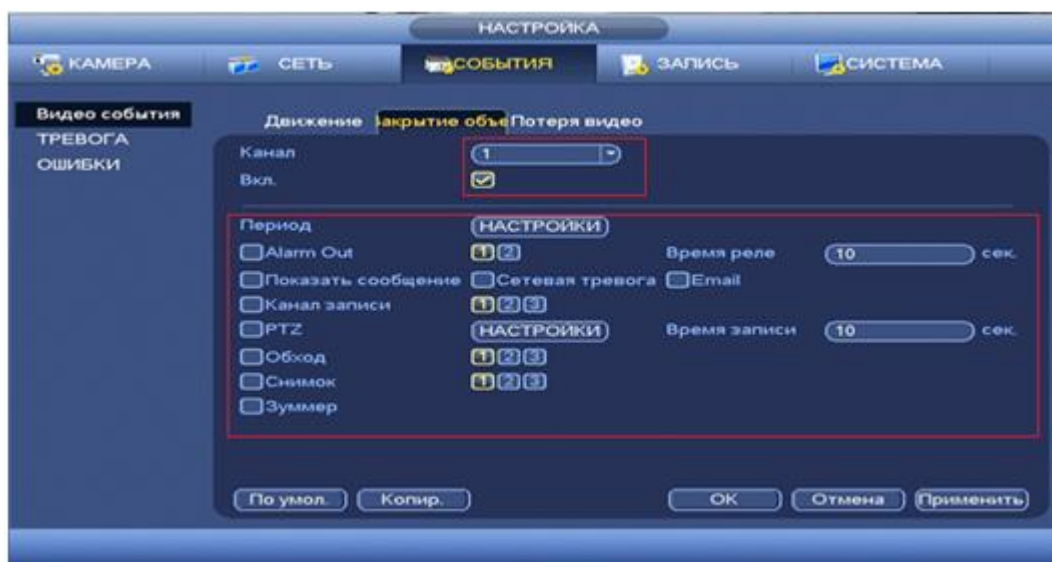 НАСТРОЙКА
КАМЕРА СЕТЬ СОБЫТИЯ ЗАПИСЬ СИСТЕМА
Видео события
ТРЕВОГА
ОШИБКИ
Движение Закрытие объе Потеря видео
Канал 1
Вкл.
Период НАСТРОЙКИ
Alarm Out 1 2 Время реле 10 сек.
Показать сообщение Сетевая тревога Email
Канал записи 1 2 3
PTZ НАСТРОЙКИ Время записи 10 сек.
Обход 1 2 3
Снимок 1 2 3
Зуммер
По умол. Копир. OK Отмена Применить